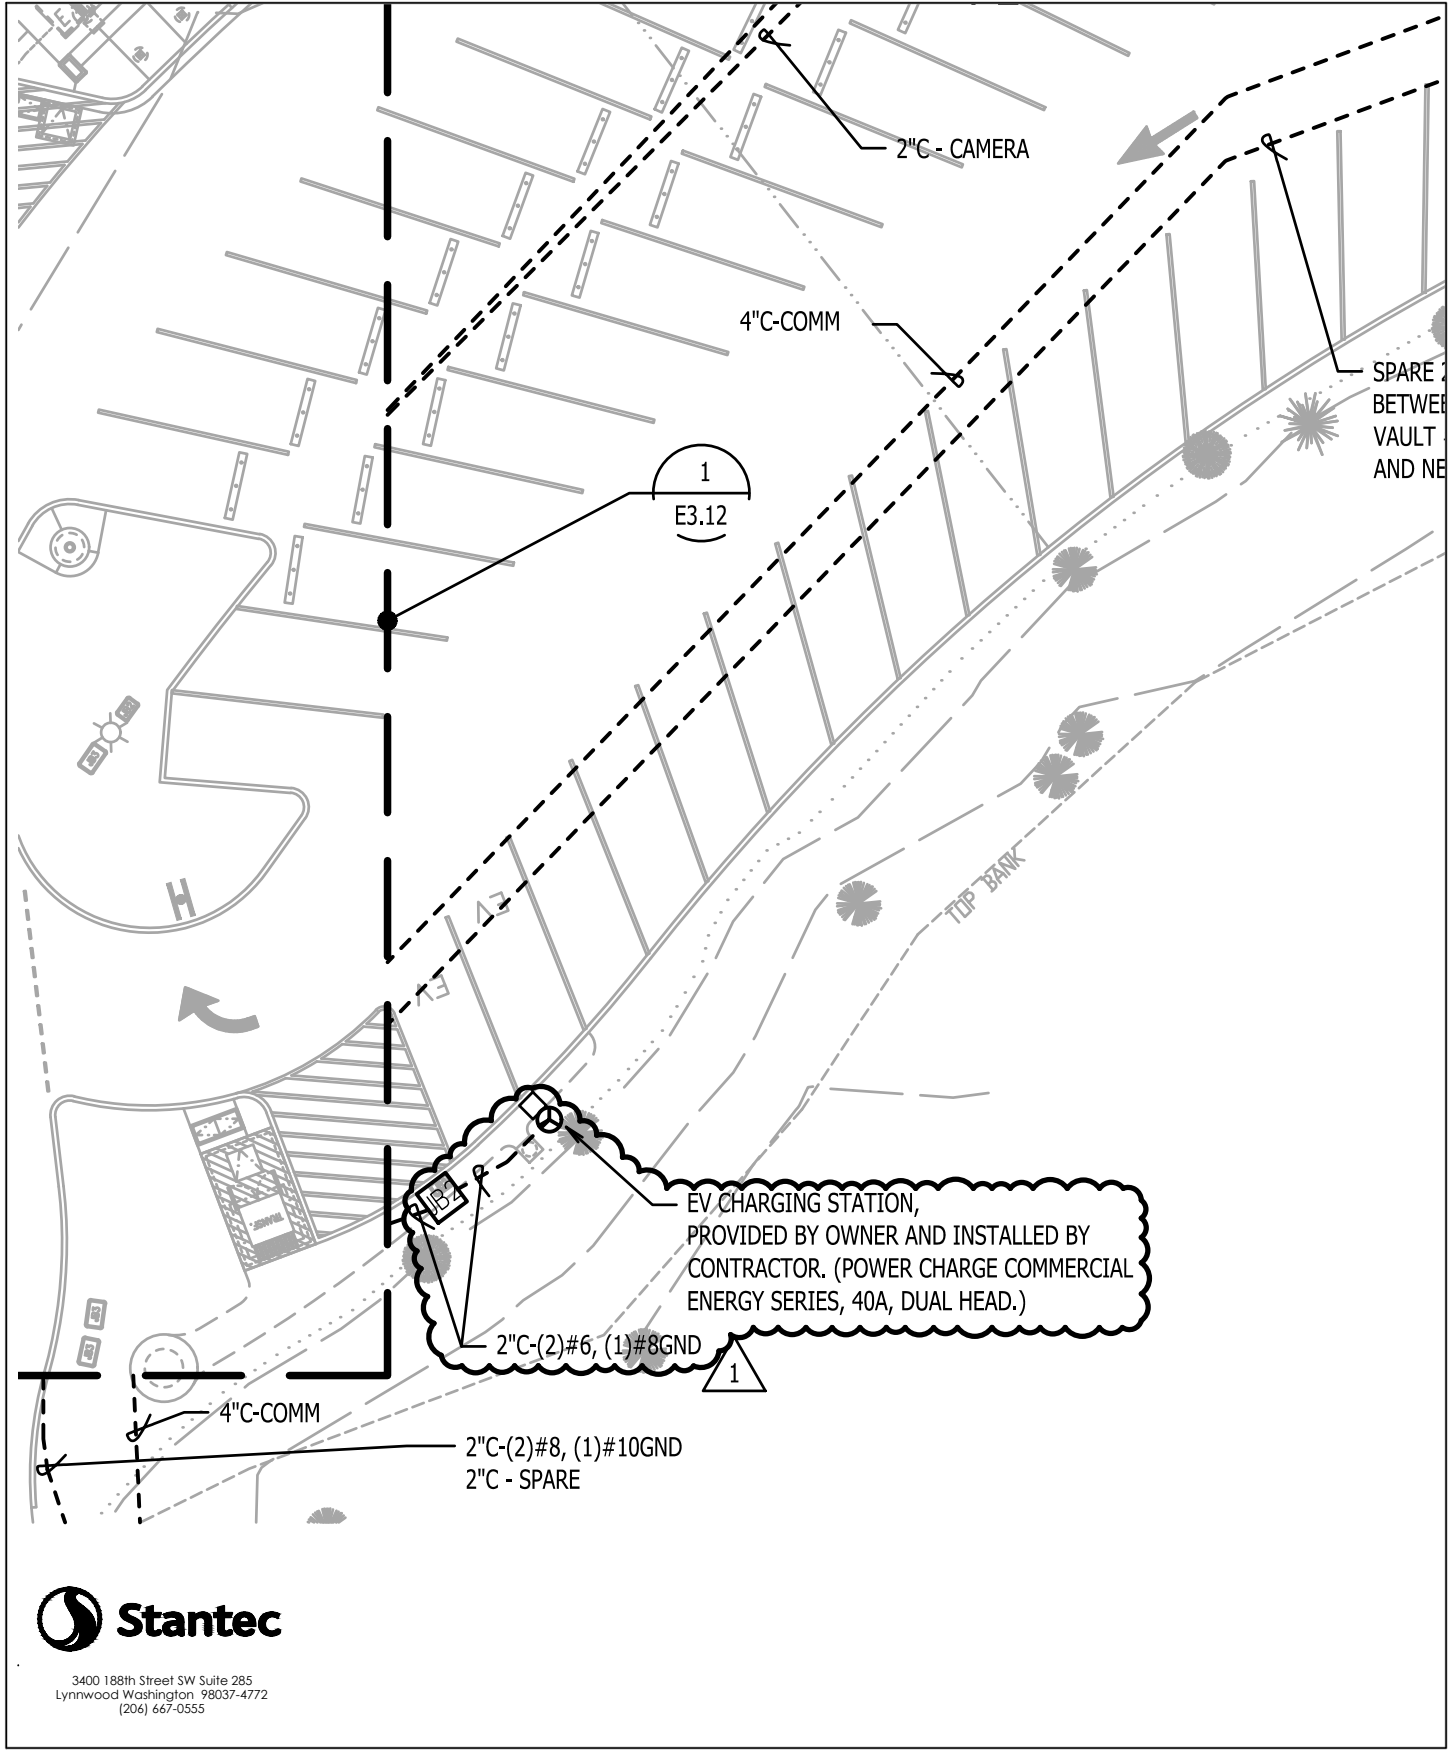 2"C - CAMERA
4"C-COMM
SPARE
BETWEE
VAULT
AND NE
1
E3.12
TOP BANK
EV
EV
JB2
EV CHARGING STATION,
PROVIDED BY OWNER AND INSTALLED BY
CONTRACTOR. (POWER CHARGE COMMERCIAL
ENERGY SERIES, 40A, DUAL HEAD.)
2"C-(2)#6, (1)#8GND
1
4"C-COMM
2"C-(2)#8, (1)#10GND
2"C - SPARE
JB3
JB3
Stantec
3400 188th Street SW Suite 285
Lynnwood Washington 98037-4772
(206) 667-0555